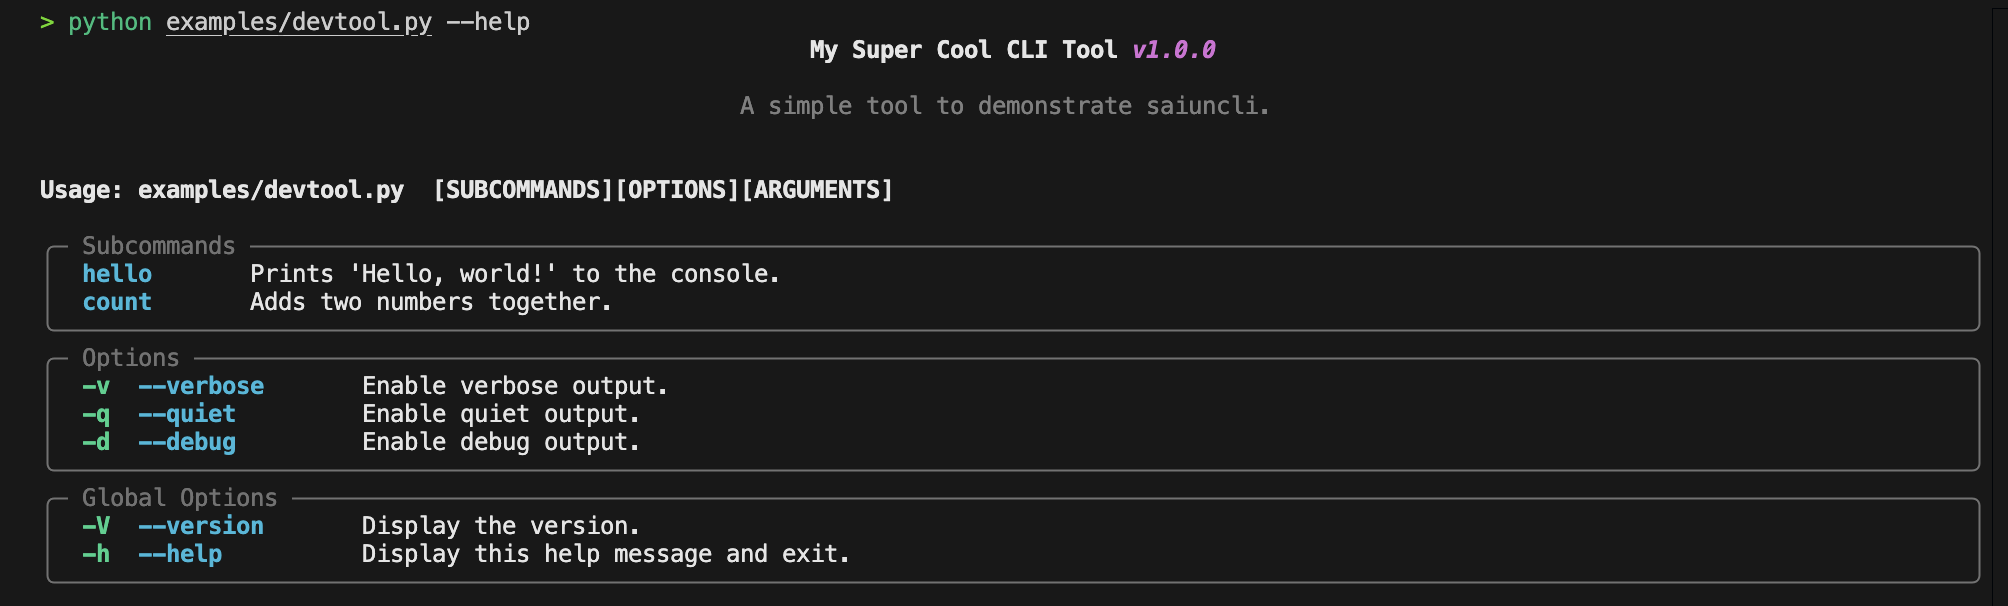 > python examples/devtool.py --help
My Super Cool CLI Tool v1.0.0
A simple tool to demonstrate saiuncli.
Usage: examples/devtool.py  [SUBCOMMANDS][OPTIONS][ARGUMENTS]
Subcommands
hello       Prints 'Hello, world!' to the console.
count       Adds two numbers together.
Options
-v  --verbose       Enable verbose output.
-q  --quiet         Enable quiet output.
-d  --debug         Enable debug output.
Global Options
-V  --version       Display the version.
-h  --help          Display this help message and exit.